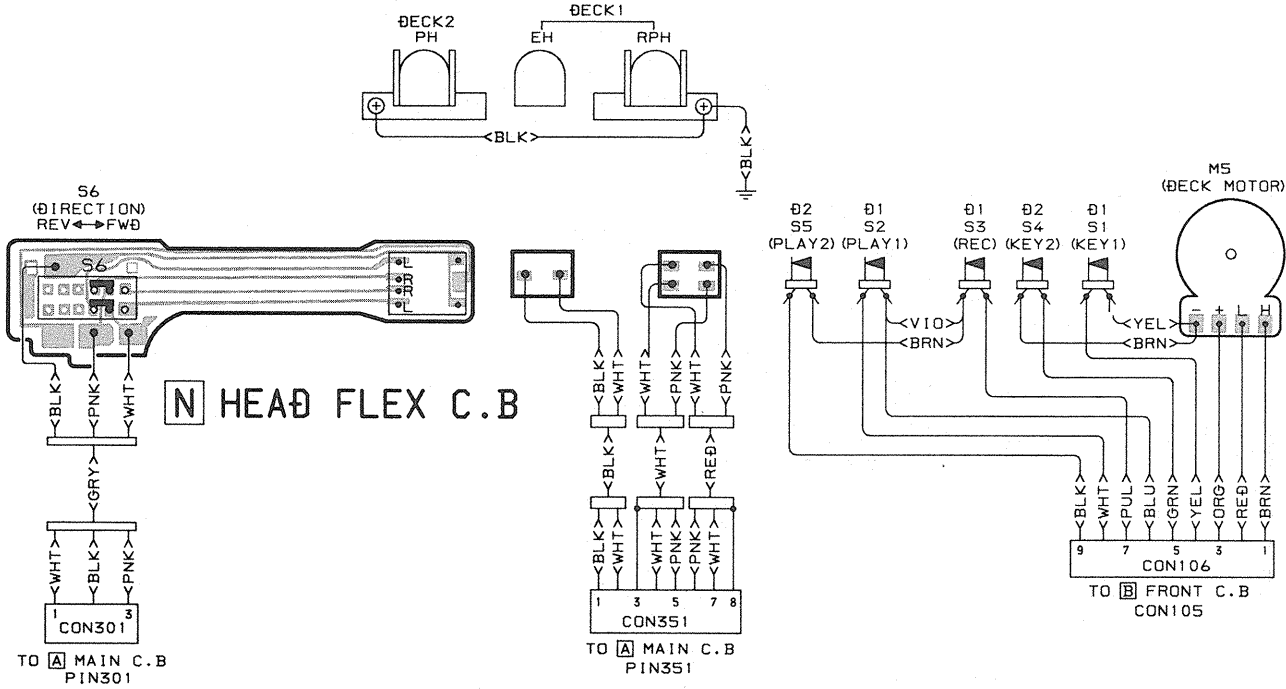 DECK1
DECK2
PH
EH
RPH
<BLK>
<BLK>
S6
(DIRECTION)
REV◄►FWD
S6
L
R
R
L
<BLK>
<PNK>
<WHT>
N HEAD FLEX C.B
<GRY>
<WHT>
<BLK>
<PNK>
1 3
CON301
TO A MAIN C.B
PIN301
<BLK>
<WHT>
<WHT>
<PNK>
<WHT>
<PNK>
<BLK>
<WHT>
<RED>
<BLK>
<WHT>
<WHT>
<PNK>
<PNK>
<WHT>
1 3 5 7 8
CON351
TO A MAIN C.B
PIN351
D2
S5
(PLAY2)
D1
S2
(PLAY1)
D1
S3
(REC)
D2
S4
(KEY2)
D1
S1
(KEY1)
M5
(DECK MOTOR)
- + L H
<VIO>
<BRN>
<YEL>
<BRN>
<BLK>
<WHT>
<PUL>
<BLU>
<GRN>
<YEL>
<ORG>
<RED>
<BRN>
9 7 5 3 1
CON106
TO B FRONT C.B
CON105